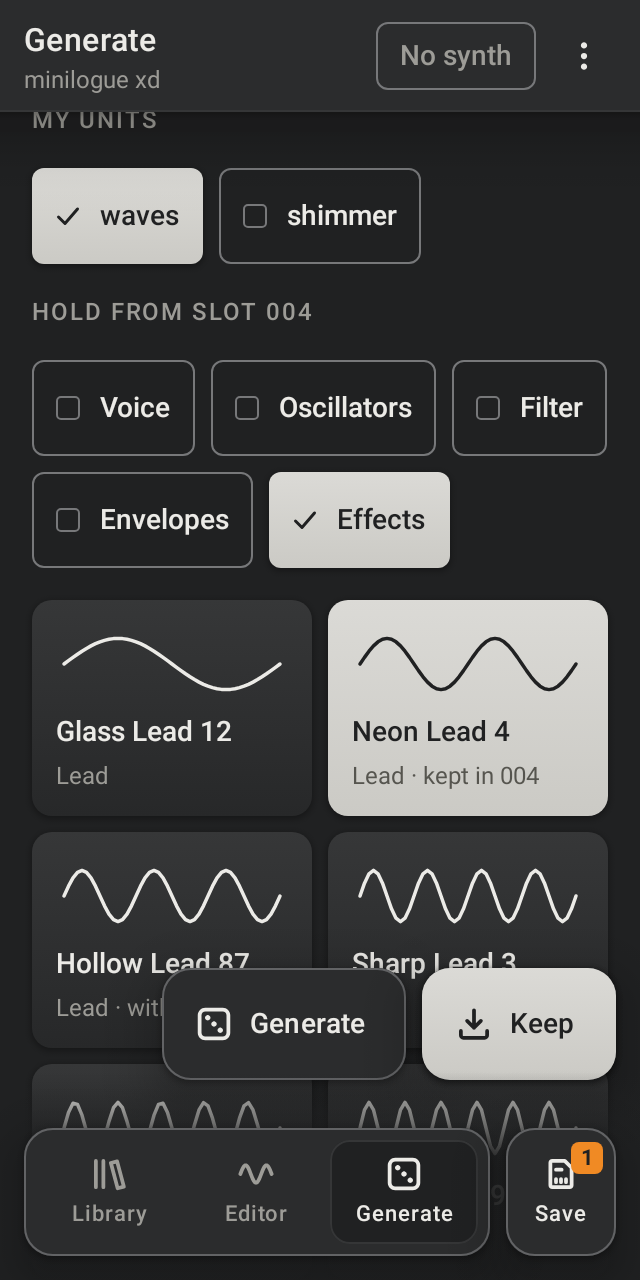 Generate
minilogue xd
No synth
MY UNITS
waves
shimmer
HOLD FROM SLOT 004
Voice
Oscillators
Filter
Envelopes
Effects
Glass Lead 12
Lead
Neon Lead 4
Lead · kept in 004
Hollow Lead 87
Lead ·
Sharp Lead 3
Generate
Keep
Library
Editor
Generate
1
Save